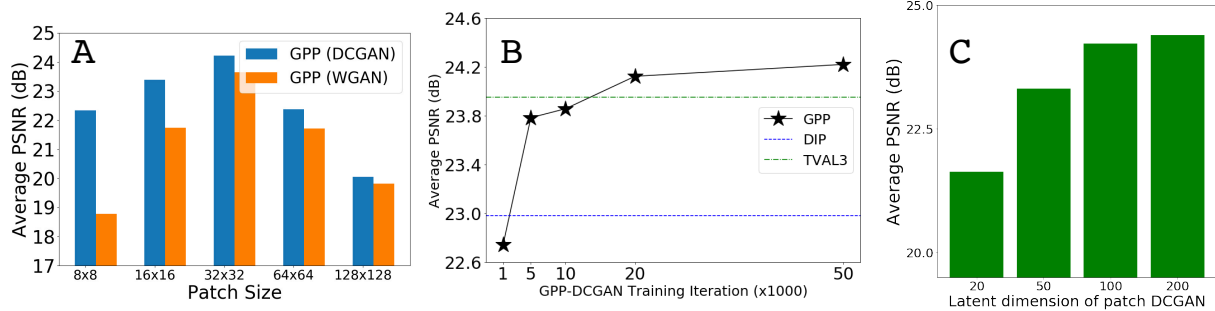 A
25
24
23
22
21
20
19
18
17
Average PSNR (dB)
GPP (DCGAN)
GPP (WGAN)
8x8
16x16
32x32
64x64
128x128
Patch Size
B
24.6
24.2
23.8
23.4
23.0
22.6
Average PSNR (dB)
GPP
DIP
TVAL3
1
5
10
20
50
GPP-DCGAN Training Iteration (x1000)
C
25.0
22.5
20.0
Average PSNR (dB)
20
50
100
200
Latent dimension of patch DCGAN